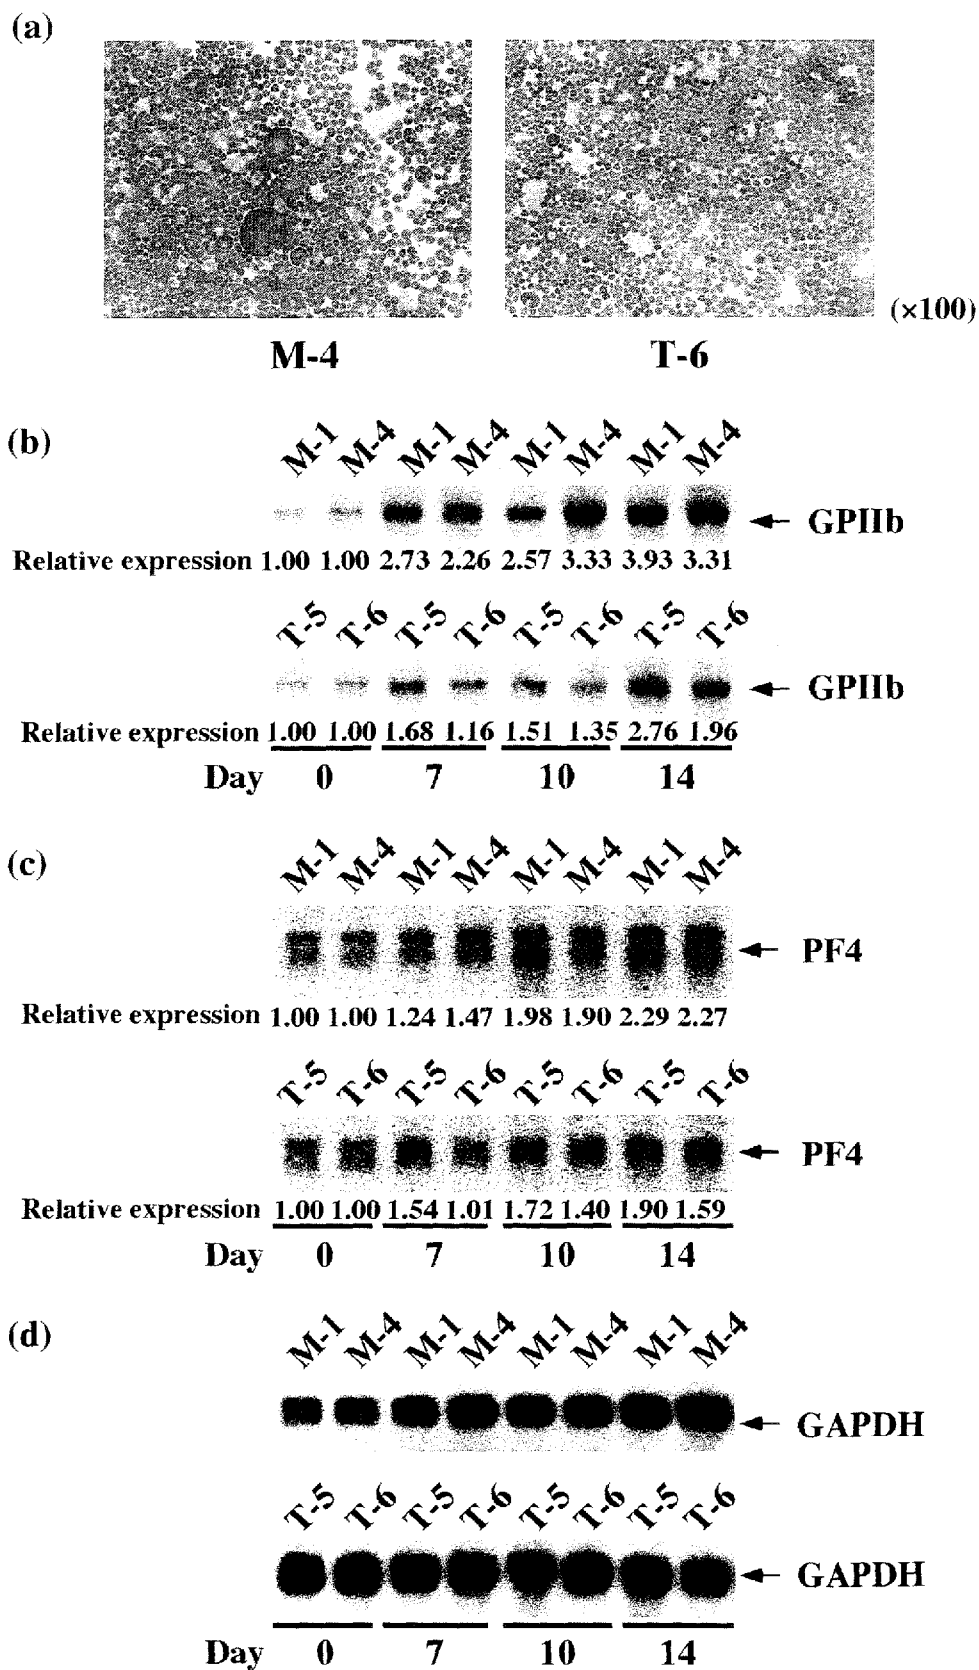 (a)
(×100)
M-4 T-6
(b)
M-1 M-4 M-1 M-4 M-1 M-4 M-1 M-4
GPIIb
Relative expression 1.00 1.00 2.73 2.26 2.57 3.33 3.93 3.31
T-5 T-6 T-5 T-6 T-5 T-6 T-5 T-6
GPIIb
Relative expression 1.00 1.00 1.68 1.16 1.51 1.35 2.76 1.96
Day 0 7 10 14
(c)
M-1 M-4 M-1 M-4 M-1 M-4 M-1 M-4
PF4
Relative expression 1.00 1.00 1.24 1.47 1.98 1.90 2.29 2.27
T-5 T-6 T-5 T-6 T-5 T-6 T-5 T-6
PF4
Relative expression 1.00 1.00 1.54 1.01 1.72 1.40 1.90 1.59
Day 0 7 10 14
(d)
M-1 M-4 M-1 M-4 M-1 M-4 M-1 M-4
GAPDH
T-5 T-6 T-5 T-6 T-5 T-6 T-5 T-6
GAPDH
Day 0 7 10 14